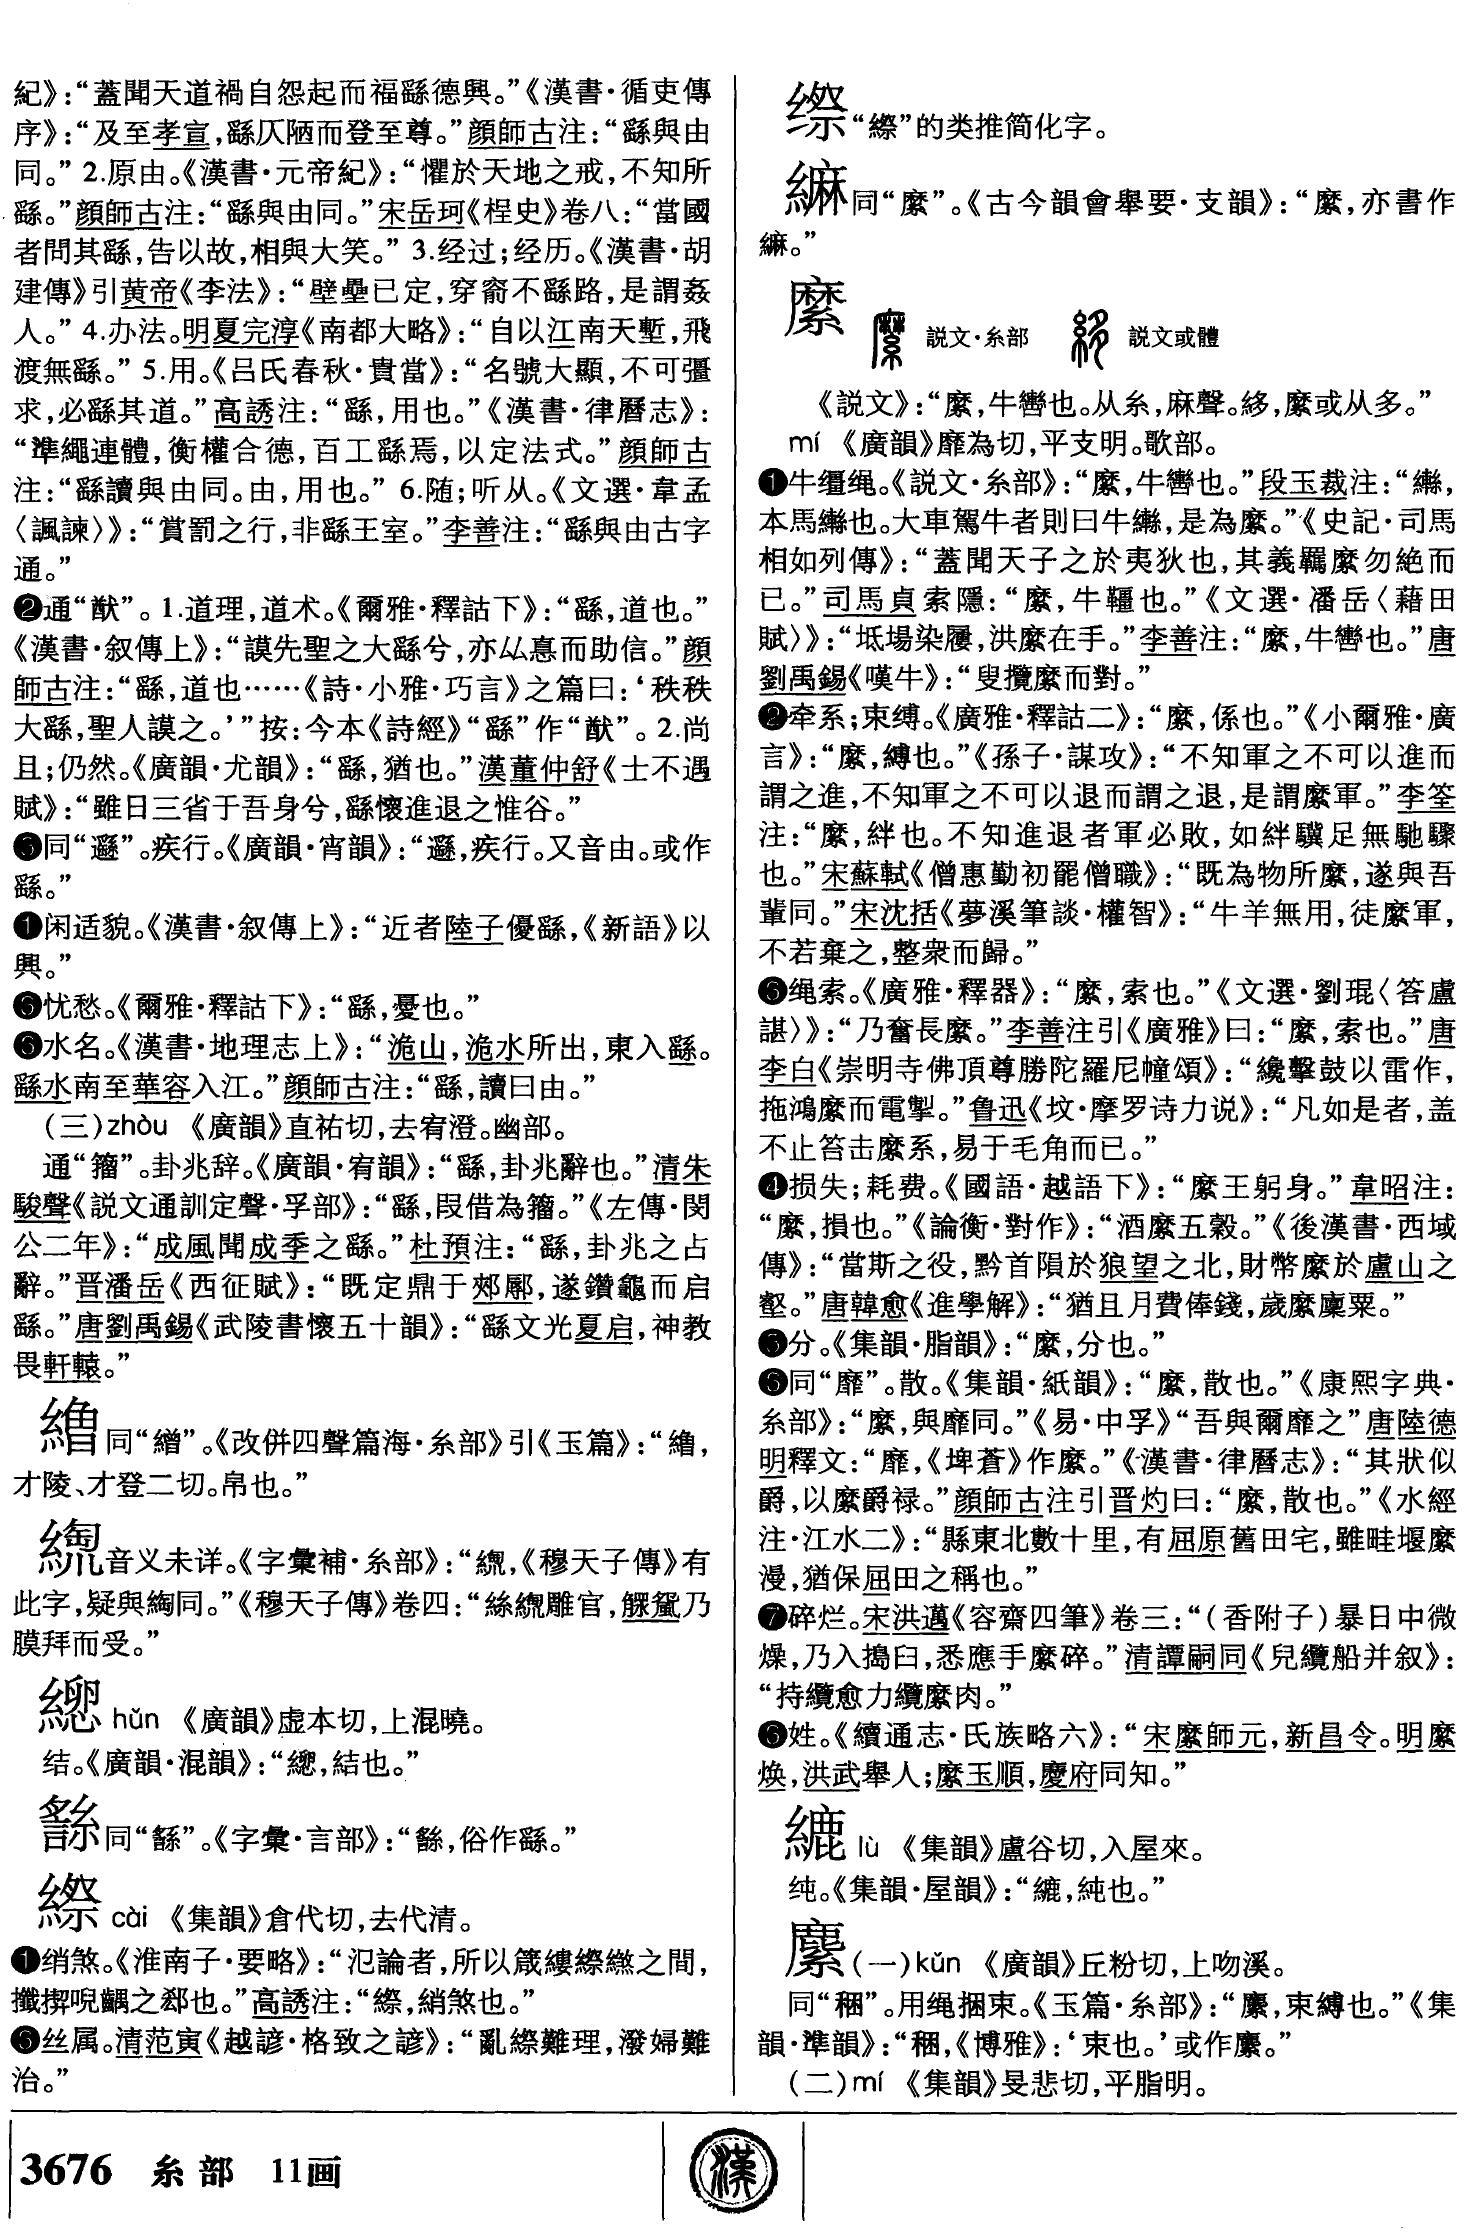 紀》：“蓋聞天道禍自怨起而福繇德興。”《漢書·循吏傳
序》：“及至孝宣，繇仄陋而登至尊。”顔師古注：“繇與由
同。” 2.原由。《漢書·元帝紀》：“懼於天地之戒，不知所
繇。”顔師古注：“繇與由同。”宋岳珂《桯史》卷八：“當國
者問其繇，告以故，相與大笑。” 3.经过；经历。《漢書·胡
建傳》引黄帝《李法》：“壁壘已定，穿窬不繇路，是謂姦
人。” 4.办法。明夏完淳《南都大略》：“自以江南天塹，飛
渡無繇。” 5.用。《吕氏春秋·貴當》：“名號大顯，不可彊
求，必繇其道。”高誘注：“繇，用也。”《漢書·律曆志》：
“準繩連體，衡權合德，百工繇焉，以定法式。”顔師古
注：“繇讀與由同。由，用也。” 6.随；听从。《文選·韋孟
〈諷諫〉》：“賞罰之行，非繇王室。”李善注：“繇與由古字
通。”
❷通“猷”。1.道理，道术。《爾雅·釋詁下》：“繇，道也。”
《漢書·叙傳上》：“謨先聖之大繇兮，亦㕕惪而助信。”顔
師古注：“繇，道也……《詩·小雅·巧言》之篇曰：‘秩秩
大繇，聖人謨之。’”按：今本《詩經》“繇”作“猷”。2.尚
且；仍然。《廣韻·尤韻》：“繇，猶也。”漢董仲舒《士不遇
賦》：“雖日三省于吾身兮，繇懷進退之惟谷。”
❸同“遥”。疾行。《廣韻·宵韻》：“遥，疾行。又音由。或作
繇。”
❹闲适貌。《漢書·叙傳上》：“近者陸子優繇，《新語》以
興。”
❺忧愁。《爾雅·釋詁下》：“繇，憂也。”
❻水名。《漢書·地理志上》：“洈山，洈水所出，東入繇。
繇水南至華容入江。”顔師古注：“繇，讀曰由。”
（三）zhòu 《廣韻》直祐切，去宥澄。幽部。
通“籀”。卦兆辞。《廣韻·宥韻》：“繇，卦兆辭也。”清朱
駿聲《説文通訓定聲·孚部》：“繇，叚借為籀。”《左傳·閔
公二年》：“成風聞成季之繇。”杜預注：“繇，卦兆之占
辭。”晋潘岳《西征賦》：“既定鼎于郟鄏，遂鑽龜而启
繇。”唐劉禹錫《武陵書懷五十韻》：“繇文光夏启，神教
畏軒轅。”
同“繒”。《改併四聲篇海·糸部》引《玉篇》：“，
才陵、才登二切。帛也。”
音义未详。《字彙補·糸部》：“，《穆天子傳》有
此字，疑與綯同。”《穆天子傳》卷四：“絲雕官，乃
膜拜而受。”
繌 hǔn 《廣韻》虚本切，上混曉。
结。《廣韻·混韻》：“，結也。”
同“繇”。《字彙·言部》：“繇，俗作。”
縩 cài 《集韻》倉代切，去代清。
❶绡煞。《淮南子·要略》：“氾論者，所以箴縷縩繺之間，
攕揳唲齵之郄也。”高誘注：“縩，綃煞也。”
❷丝属。清范寅《越諺·格致之諺》：“亂縩難理，潑婦難
治。”
“縩”的类推简化字。
同“縻”。《古今韻會舉要·支韻》：“縻，亦書作
。”
縻 説文·糸部 説文或體
《説文》：“縻，牛轡也。从糸，麻聲。𦀷，縻或从多。”
mí 《廣韻》靡為切，平支明。歌部。
❶牛缰绳。《説文·糸部》：“縻，牛轡也。”段玉裁注：“轡，
本馬轡也。大車駕牛者則曰牛轡，是為縻。”《史記·司馬
相如列傳》：“蓋聞天子之於夷狄也，其義羈縻勿絶而
已。”司馬貞索隱：“縻，牛韁也。”《文選·潘岳〈藉田
賦〉》：“坻場染屨，洪縻在手。”李善注：“縻，牛轡也。”唐
劉禹錫《嘆牛》：“叟攬縻而對。”
❷牵系；束缚。《廣雅·釋詁二》：“縻，係也。”《小爾雅·廣
言》：“縻，縛也。”《孫子·謀攻》：“不知軍之不可以進而
謂之進，不知軍之不可以退而謂之退，是謂縻軍。”李筌
注：“縻，絆也。不知進退者軍必敗，如絆驥足無馳驟
也。”宋蘇軾《僧惠勤初罷僧職》：“既為物所縻，遂與吾
輩同。”宋沈括《夢溪筆談·權智》：“牛羊無用，徒縻軍，
不若棄之，整衆而歸。”
❸绳索。《廣雅·釋器》：“縻，索也。”《文選·劉琨〈答盧
諶〉》：“乃奮長縻。”李善注引《廣雅》曰：“縻，索也。”唐
李白《崇明寺佛頂尊勝陀羅尼幢頌》：“纔擊鼓以雷作，
拖鴻縻而電掣。”鲁迅《坟·摩罗诗力说》：“凡如是者，盖
不止笞击縻系，易于毛角而已。”
❹损失；耗费。《國語·越語下》：“縻王躬身。”韋昭注：
“縻，損也。”《論衡·對作》：“酒縻五穀。”《後漢書·西域
傳》：“當斯之役，黔首隕於狼望之北，財幣縻於盧山之
壑。”唐韓愈《進學解》：“猶且月費俸錢，歲縻廩粟。”
❺分。《集韻·脂韻》：“縻，分也。”
❻同“靡”。散。《集韻·紙韻》：“縻，散也。”《康熙字典·
糸部》：“縻，與靡同。”《易·中孚》“吾與爾靡之”唐陸德
明釋文：“靡，《埤蒼》作縻。”《漢書·律曆志》：“其狀似
爵，以縻爵禄。”顔師古注引晋灼曰：“縻，散也。”《水經
注·江水二》：“縣東北數十里，有屈原舊田宅，雖畦堰縻
漫，猶保屈田之稱也。”
❼碎烂。宋洪邁《容齋四筆》卷三：“（香附子）暴日中微
燥，乃入搗臼，悉應手縻碎。”清譚嗣同《兒纜船并叙》：
“持纜愈力纜縻肉。”
❽姓。《續通志·氏族略六》：“宋縻師元，新昌令。明縻
焕，洪武舉人；縻玉順，慶府同知。”
lù 《集韻》盧谷切，入屋來。
纯。《集韻·屋韻》：“，純也。”
（一）kǔn 《廣韻》丘粉切，上吻溪。
同“稇”。用绳捆束。《玉篇·糸部》：“，束縛也。”《集
韻·準韻》：“稇，《博雅》：‘束也。’或作。”
（二）mí 《集韻》旻悲切，平脂明。
3676 糸部 11画
漢